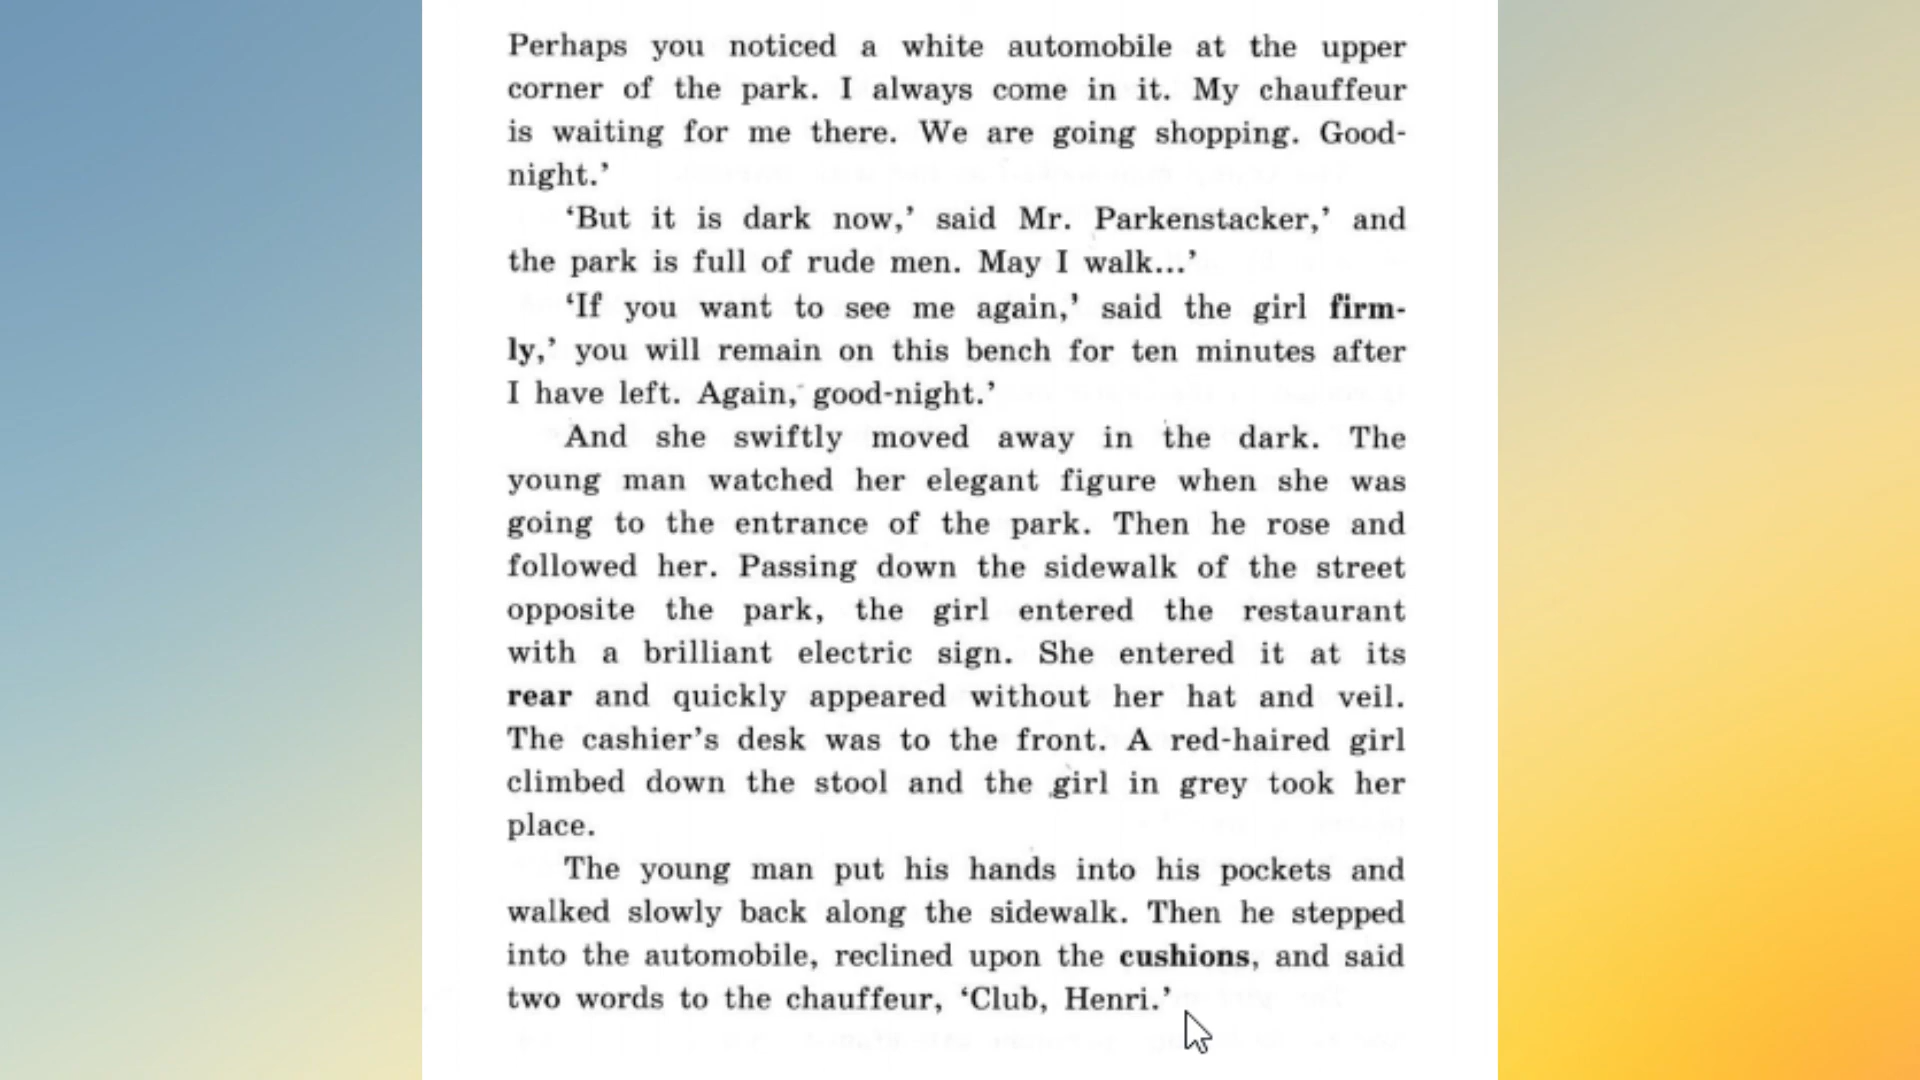 Perhaps you noticed a white automobile at the upper
corner of the park. I always come in it. My chauffeur
is waiting for me there. We are going shopping. Good-
night.’
‘But it is dark now,’ said Mr. Parkenstacker,’ and
the park is full of rude men. May I walk...’
‘If you want to see me again,’ said the girl firm-
ly,’ you will remain on this bench for ten minutes after
I have left. Again, good-night.’
And she swiftly moved away in the dark. The
young man watched her elegant figure when she was
going to the entrance of the park. Then he rose and
followed her. Passing down the sidewalk of the street
opposite the park, the girl entered the restaurant
with a brilliant electric sign. She entered it at its
rear and quickly appeared without her hat and veil.
The cashier’s desk was to the front. A red-haired girl
climbed down the stool and the girl in grey took her
place.
The young man put his hands into his pockets and
walked slowly back along the sidewalk. Then he stepped
into the automobile, reclined upon the cushions, and said
two words to the chauffeur, ‘Club, Henri.’